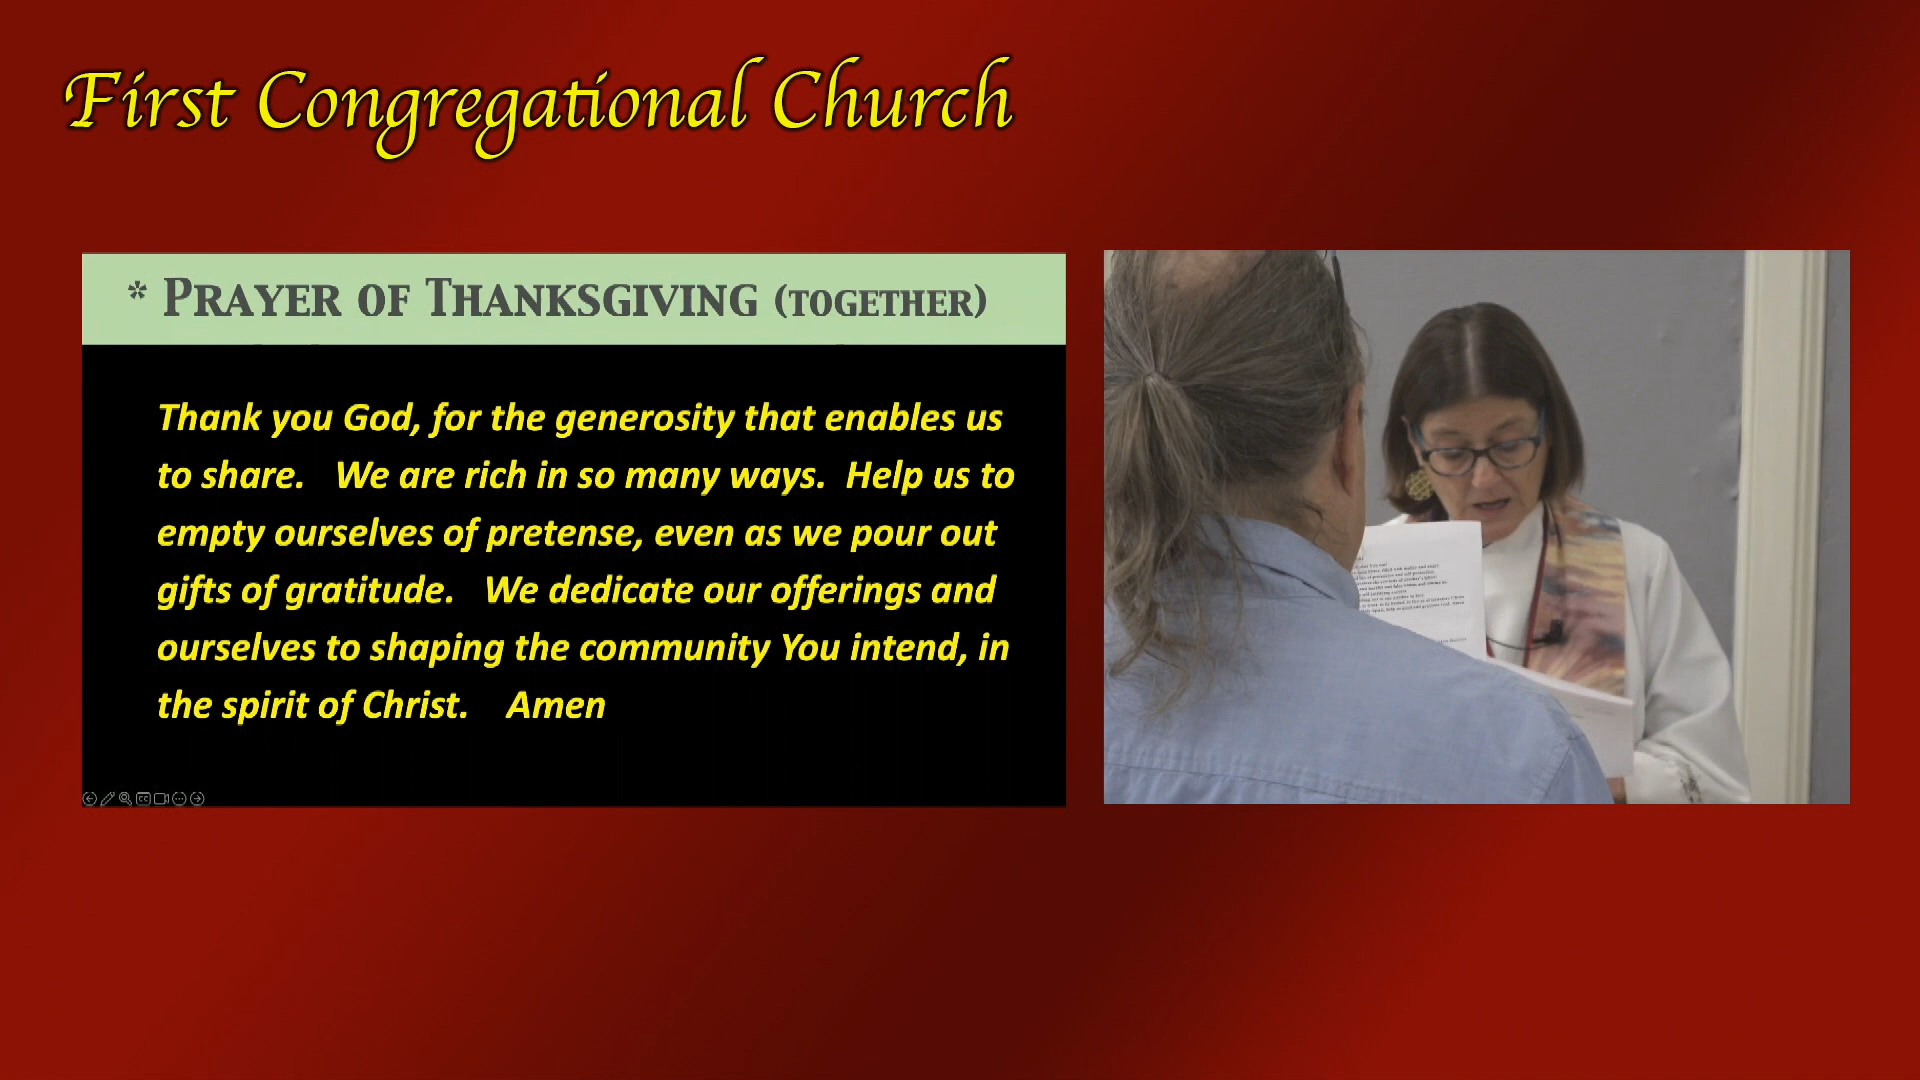 First Congregational Church
* Prayer of Thanksgiving (together)
Thank you God, for the generosity that enables us
to share. We are rich in so many ways. Help us to
empty ourselves of pretense, even as we pour out
gifts of gratitude. We dedicate our offerings and
ourselves to shaping the community You intend, in
the spirit of Christ. Amen